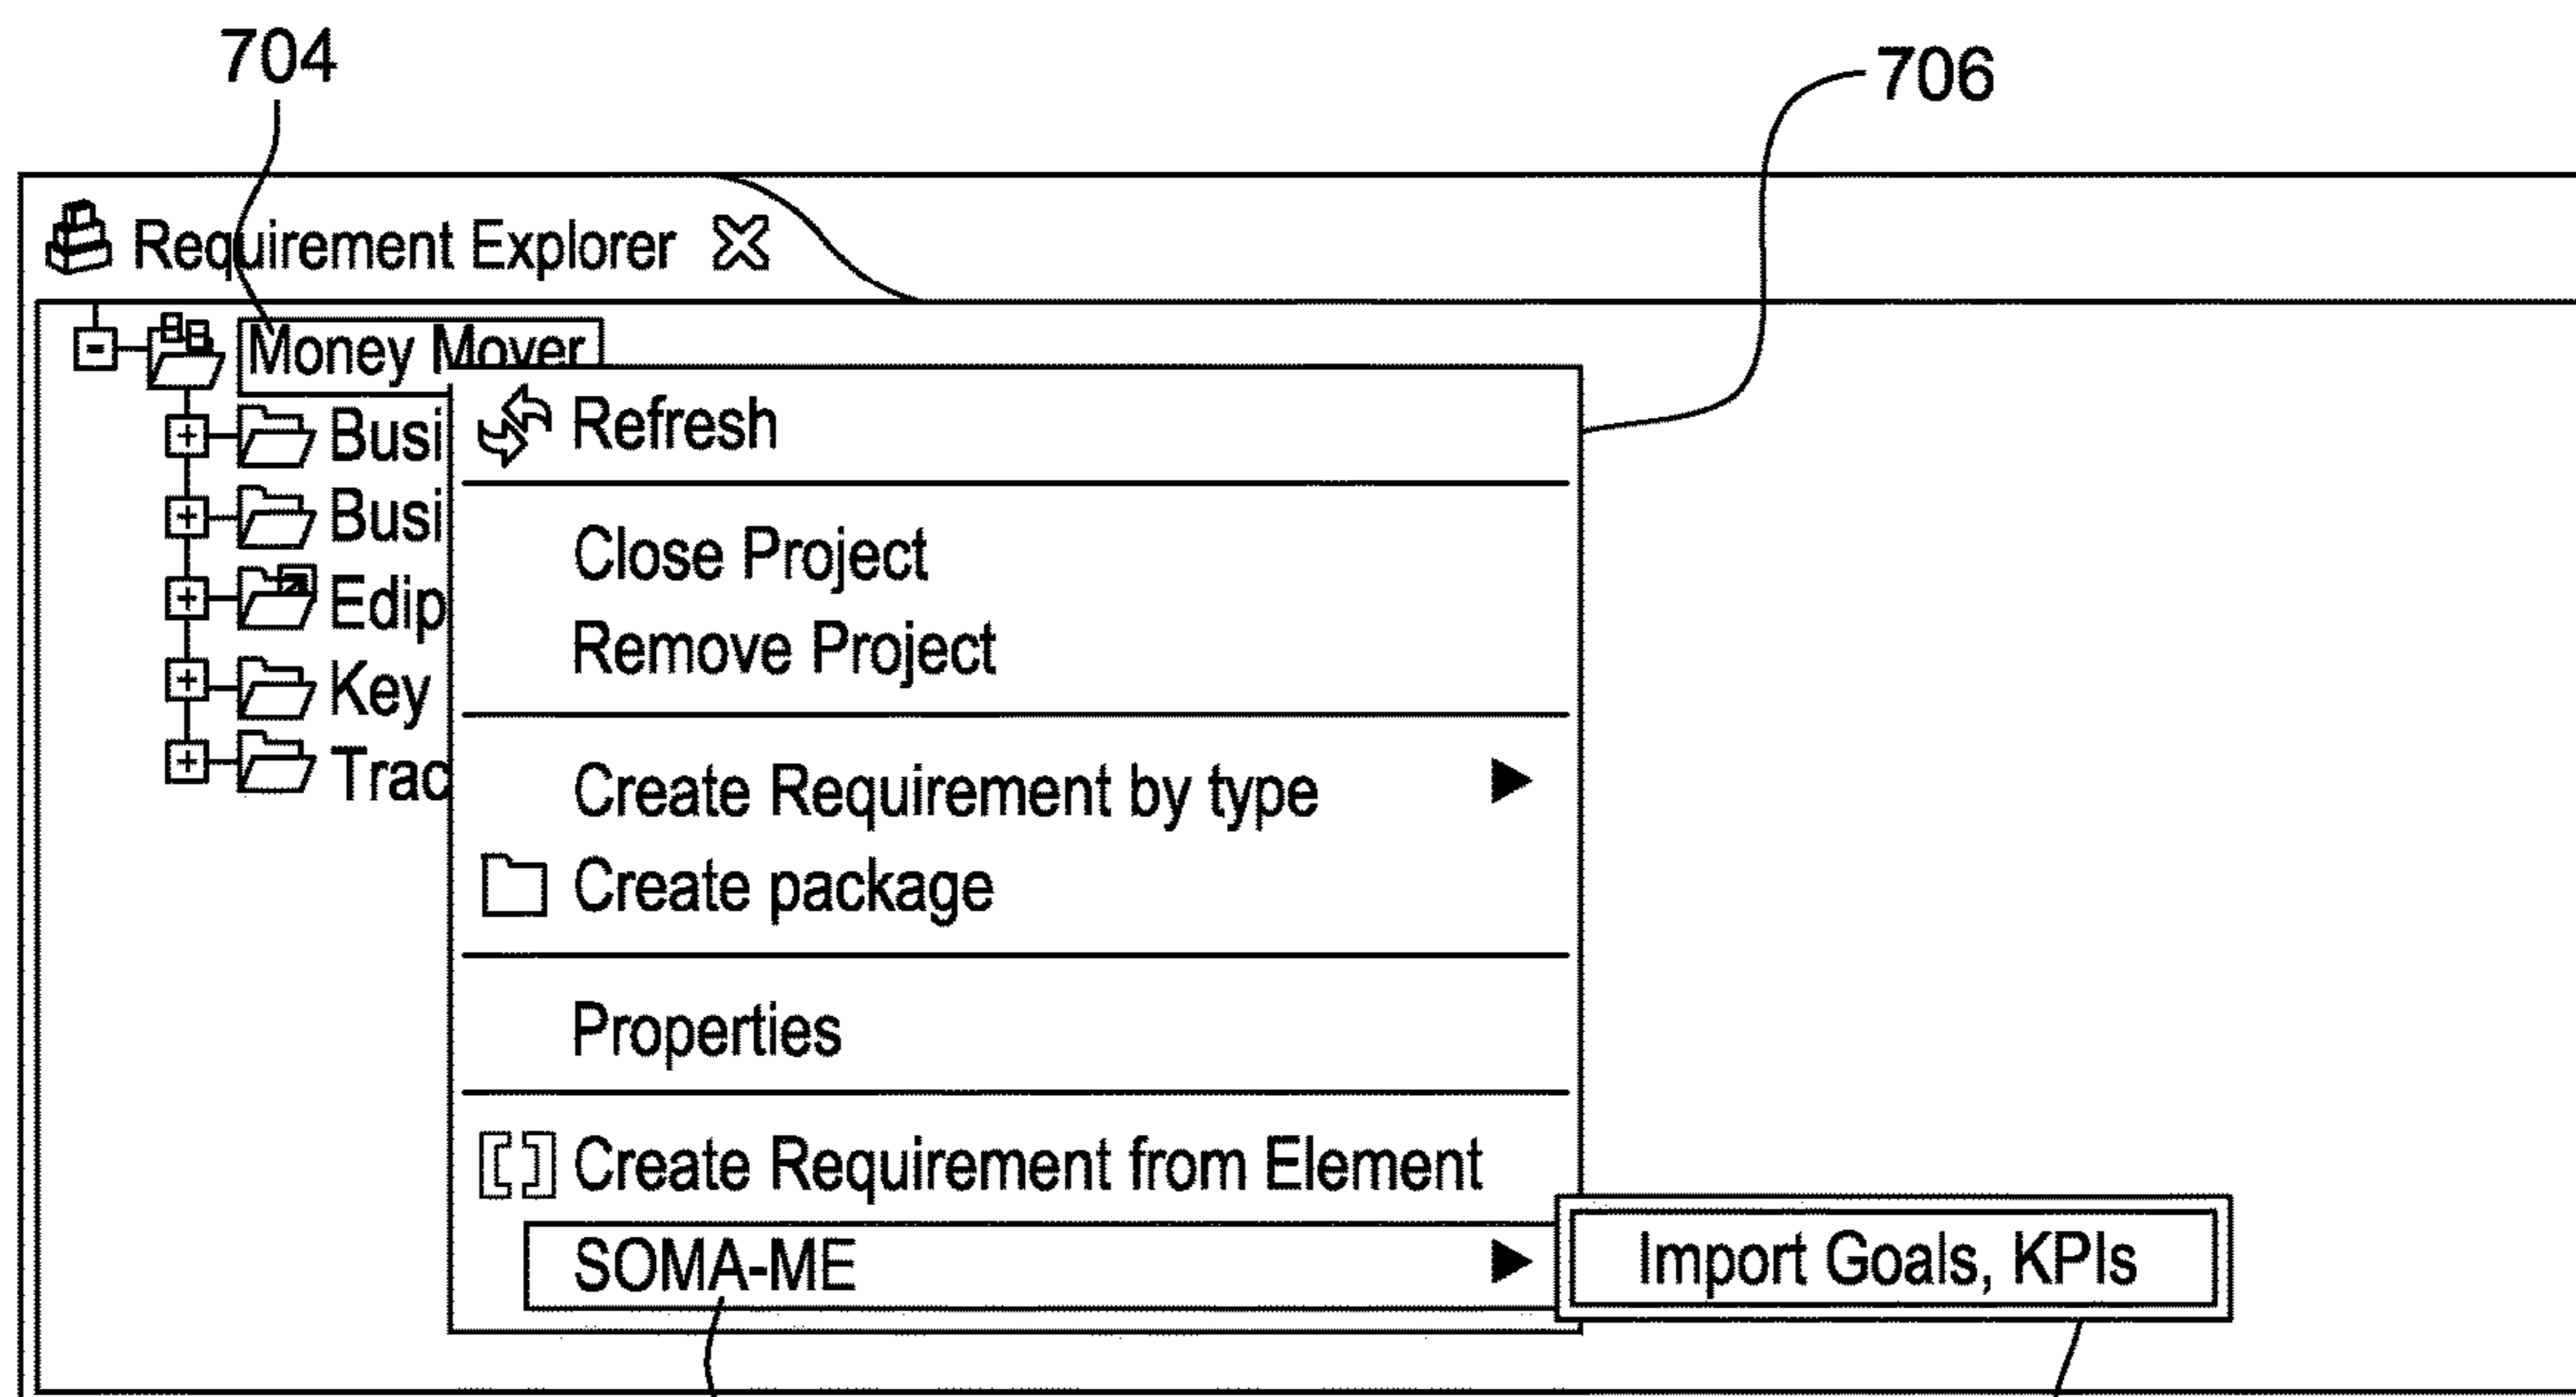 704
706
Requirement Explorer
Money Mover
Busi
Refresh
Busi
Close Project
Edip
Remove Project
Key
Trac
Create Requirement by type
Create package
Properties
Create Requirement from Element
SOMA-ME
Import Goals, KPIs